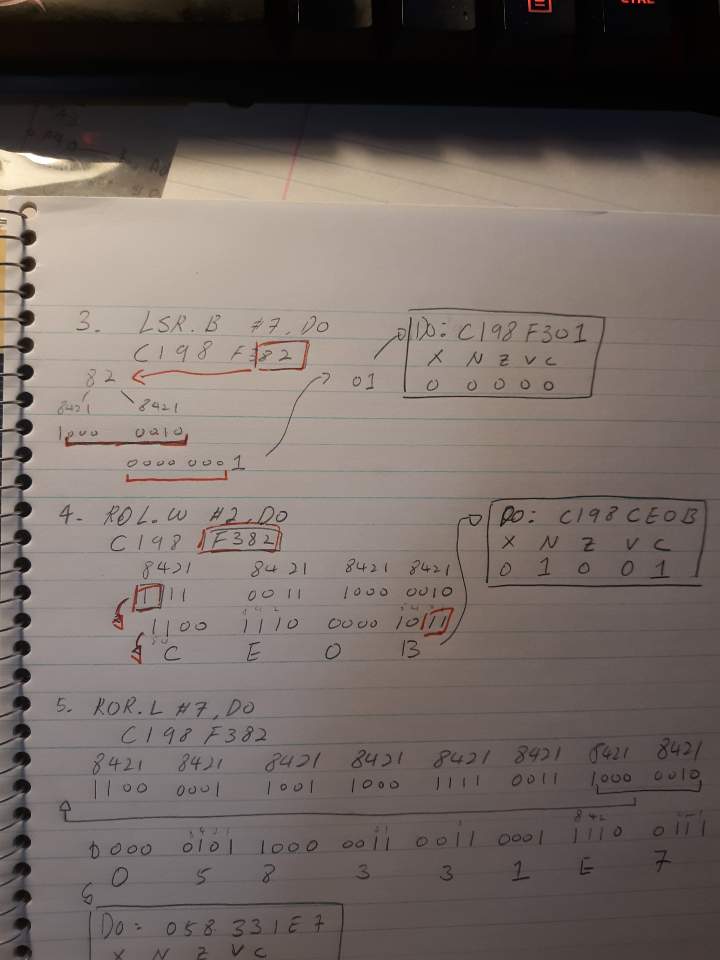 CTRL
3. LSR.B #7, D0
C198 F382
82
8421 8421
1000 0010
0000 0001
01
D0: C198 F301
X N Z V C
0 0 0 0 0
4. ROL.W #2, D0
C198 F382
8421 8421 8421 8421
1111 0011 1000 0010
1100 1110 0000 1011
C E 0 B
D0: C198 CE0B
X N Z V C
0 1 0 0 1
5. ROR.L #7, D0
C198 F382
8421 8421 8421 8421 8421 8421 8421 8421
1100 0001 1001 1000 1111 0011 1000 0010
0000 0101 1000 0011 0011 0001 1110 0111
0 5 8 3 3 1 E 7
D0: 058 331E7
X N Z V C